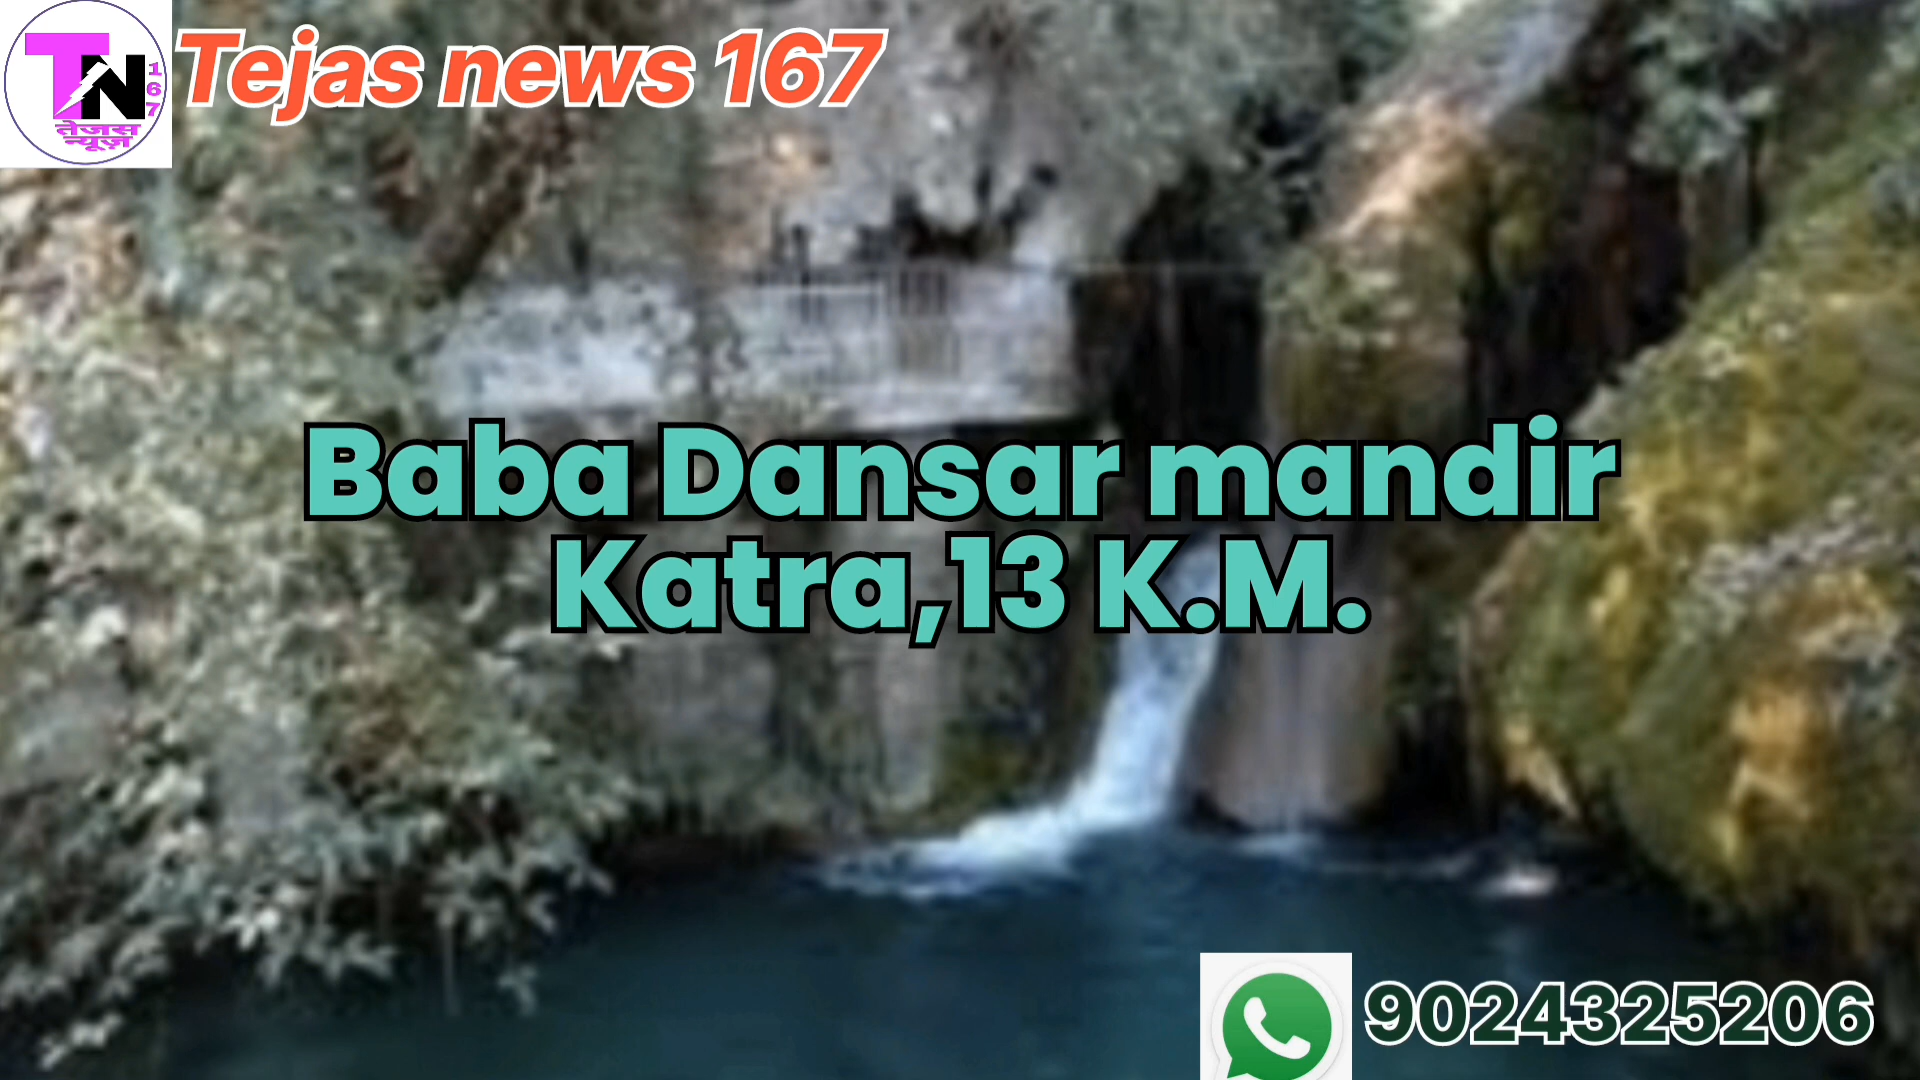 TN
167
तेजस
न्यूज़
Tejas news 167
Baba Dansar mandir
Katra,13 K.M.
9024325206